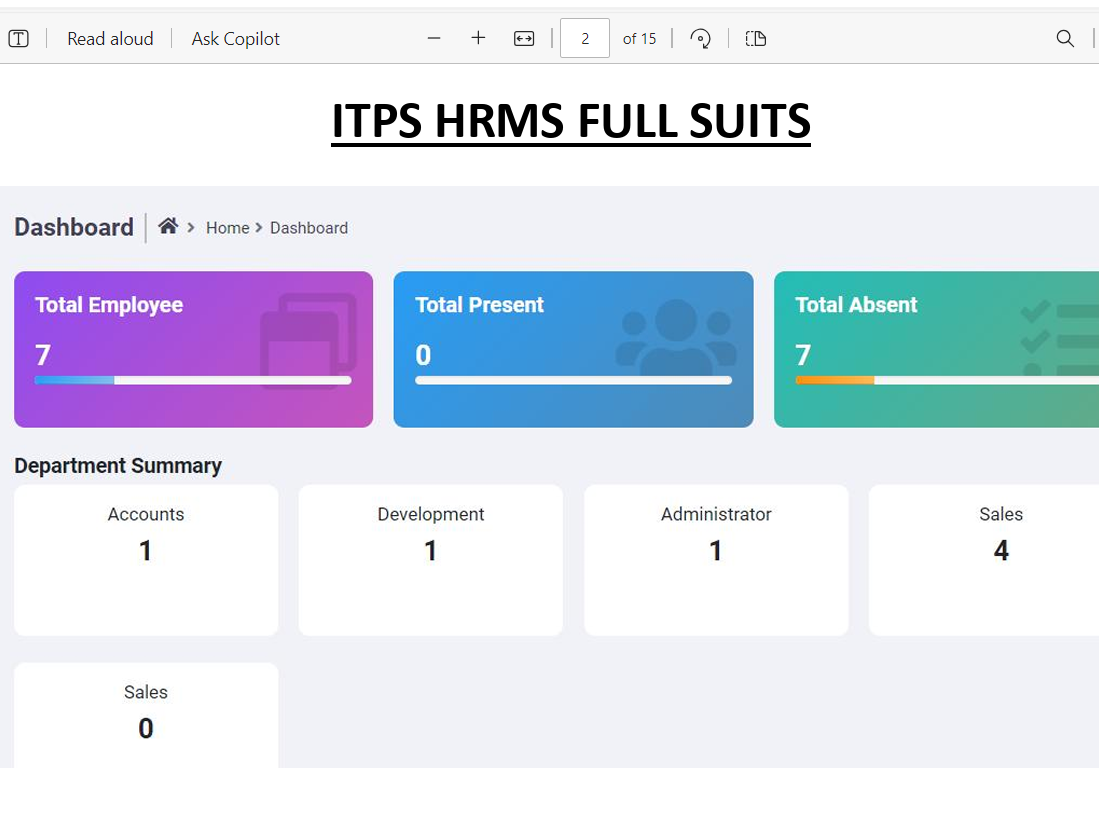 Read aloud Ask Copilot 2 of 15
ITPS HRMS FULL SUITS
Dashboard Home Dashboard
Total Employee Total Present Total Absent
7 0 7
Department Summary
Accounts Development Administrator Sales
1 1 1 4
Sales
0